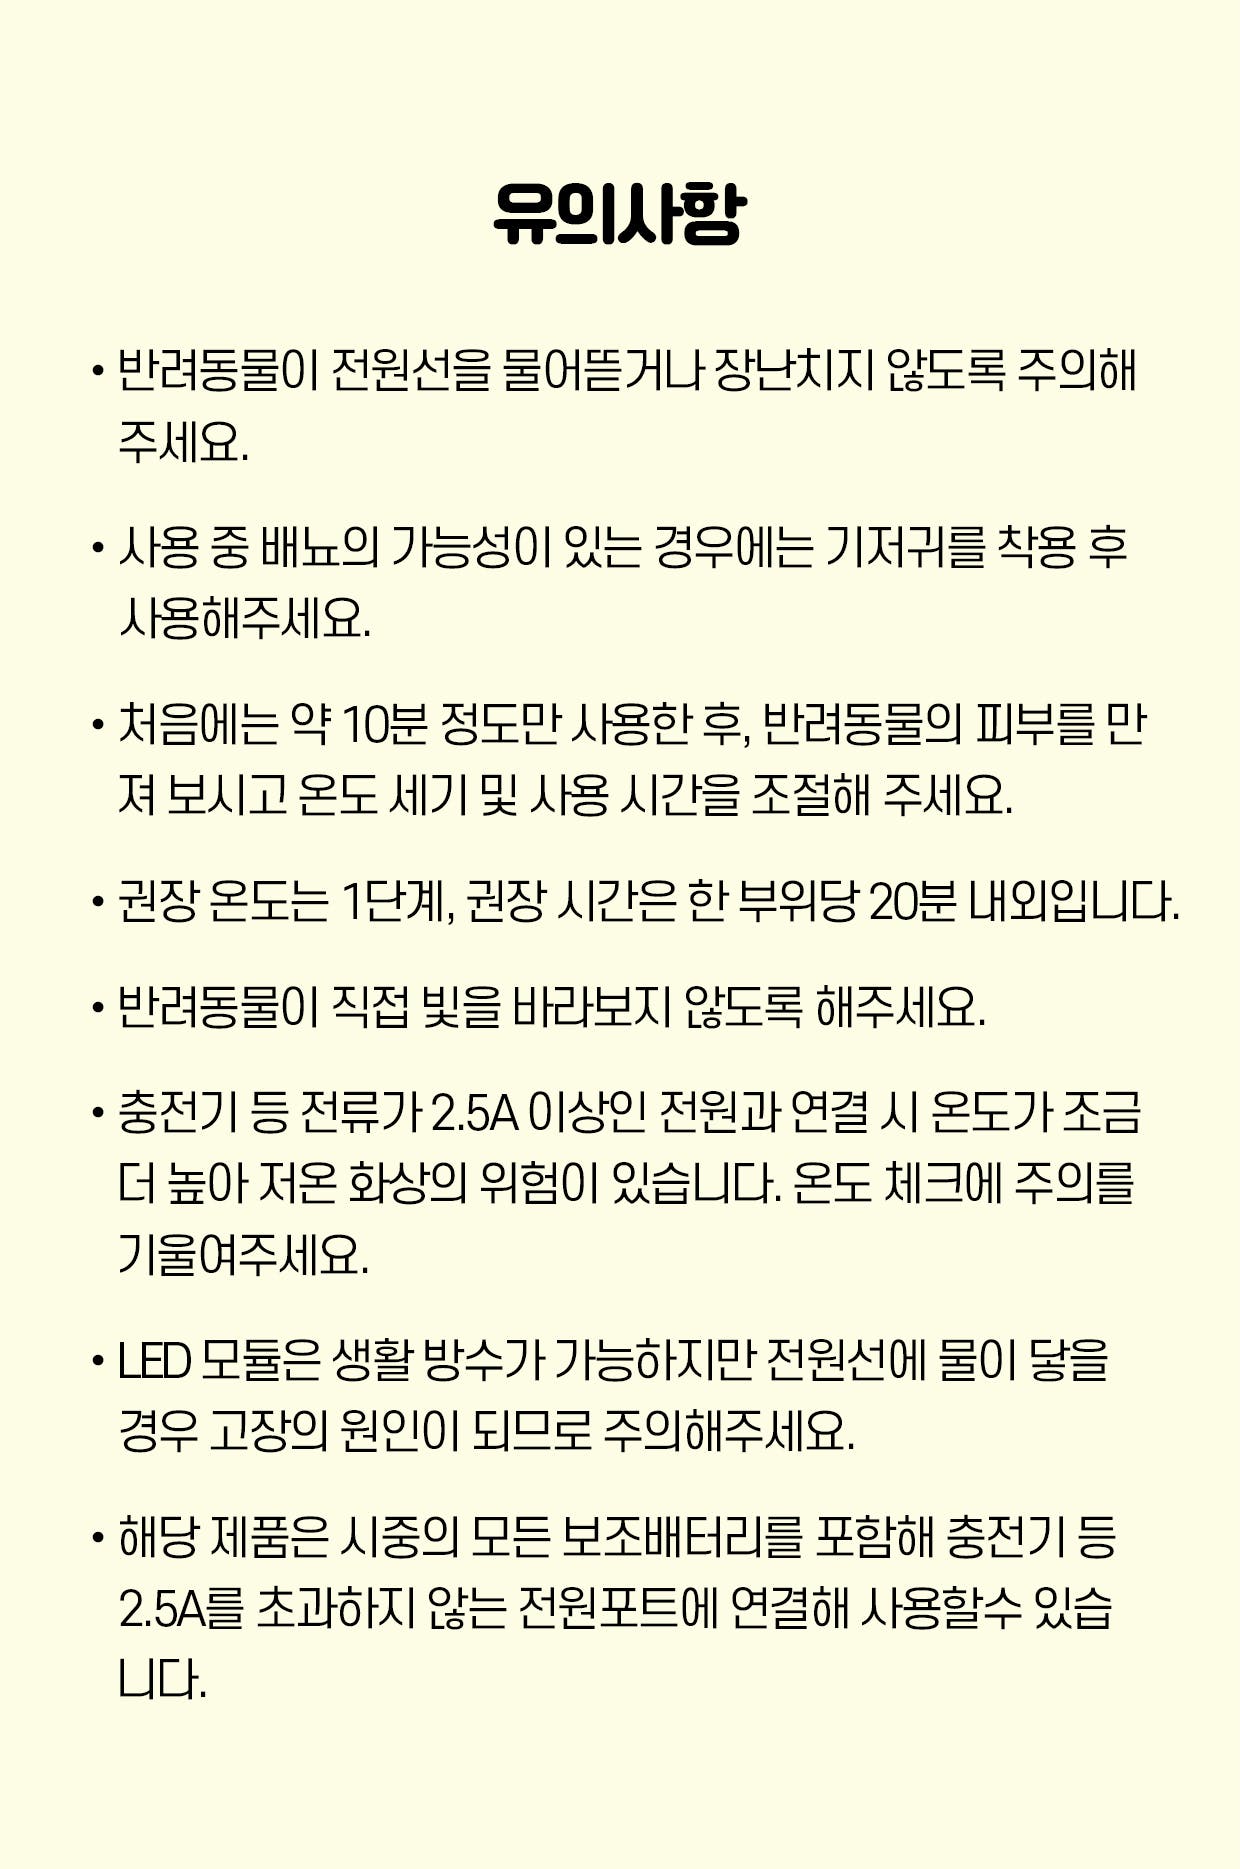 유의사항
• 반려동물이 전원선을 물어뜯거나 장난치지 않도록 주의해
주세요.
• 사용 중 배뇨의 가능성이 있는 경우에는 기저귀를 착용 후
사용해주세요.
• 처음에는 약 10분 정도만 사용한 후, 반려동물의 피부를 만
져 보시고 온도 세기 및 사용 시간을 조절해 주세요.
• 권장 온도는 1단계, 권장 시간은 한 부위당 20분 내외입니다.
• 반려동물이 직접 빛을 바라보지 않도록 해주세요.
• 충전기 등 전류가 2.5A 이상인 전원과 연결 시 온도가 조금
더 높아 저온 화상의 위험이 있습니다. 온도 체크에 주의를
기울여주세요.
• LED 모듈은 생활 방수가 가능하지만 전원선에 물이 닿을
경우 고장의 원인이 되므로 주의해주세요.
• 해당 제품은 시중의 모든 보조배터리를 포함해 충전기 등
2.5A를 초과하지 않는 전원포트에 연결해 사용할수 있습
니다.